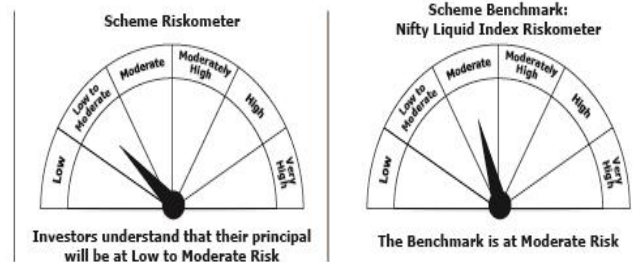 Scheme Riskometer
Low
Low to
Moderate
Moderate
Moderately
High
High
Very
High
Investors understand that their principal
will be at Low to Moderate Risk
Scheme Benchmark:
Nifty Liquid Index Riskometer
Low
Low to
Moderate
Moderate
Moderately
High
High
Very
High
The Benchmark is at Moderate Risk